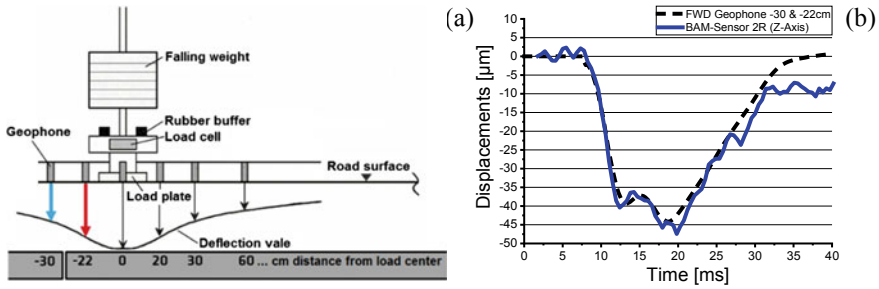 (a)
Falling weight
Rubber buffer
Load cell
Geophone
Road surface
Load plate
Deflection vale
-30 -22 0 20 30 60 ... cm distance from load center
(b)
FWD Geophone -30 & -22cm
BAM-Sensor 2R (Z-Axis)
Displacements [µm]
10
5
0
-5
-10
-15
-20
-25
-30
-35
-40
-45
-50
0 5 10 15 20 25 30 35 40
Time [ms]